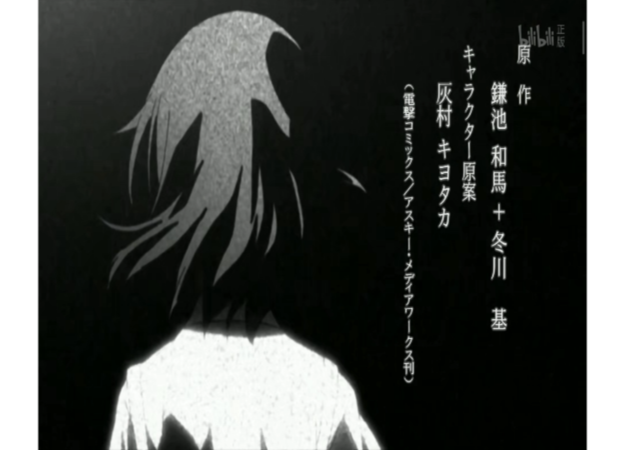 原作
鎌池 和馬 + 冬川 基
キャラクター原案
灰村 キヨタカ
(電撃コミックス/アスキー・メディアワークス刊)
bilibili 正版